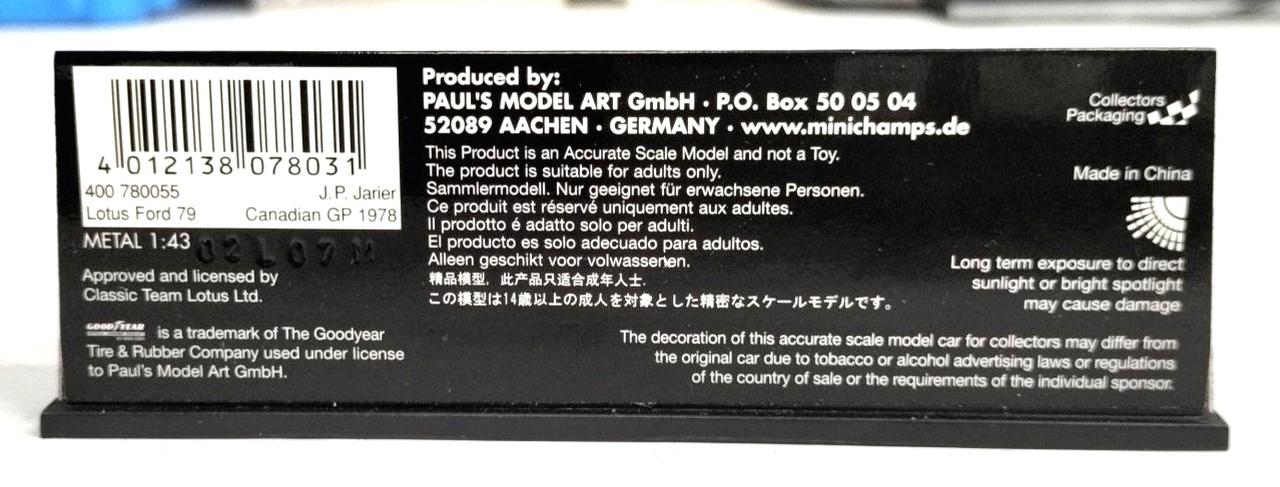 4 012138 078031
400 780055 J.P. Jarier
Lotus Ford 79 Canadian GP 1978
METAL 1:43 02L07M
Approved and licensed by
Classic Team Lotus Ltd.
GOODYEAR is a trademark of The Goodyear
Tire & Rubber Company used under license
to Paul's Model Art GmbH.
Produced by:
PAUL'S MODEL ART GmbH · P.O. Box 50 05 04
52089 AACHEN · GERMANY · www.minichamps.de
This Product is an Accurate Scale Model and not a Toy.
The product is suitable for adults only.
Sammlermodell. Nur geeignet für erwachsene Personen.
Ce produit est réservé uniquement aux adultes.
Il prodotto é adatto solo per adulti.
El producto es solo adecuado para adultos.
Alleen geschikt voor volwassenen.
精品模型，此产品只适合成年人士.
この模型は14歳以上の成人を対象とした精密なスケールモデルです。
Collectors
Packaging
Made in China
Long term exposure to direct
sunlight or bright spotlight
may cause damage
The decoration of this accurate scale model car for collectors may differ from
the original car due to tobacco or alcohol advertising laws or regulations
of the country of sale or the requirements of the individual sponsor.